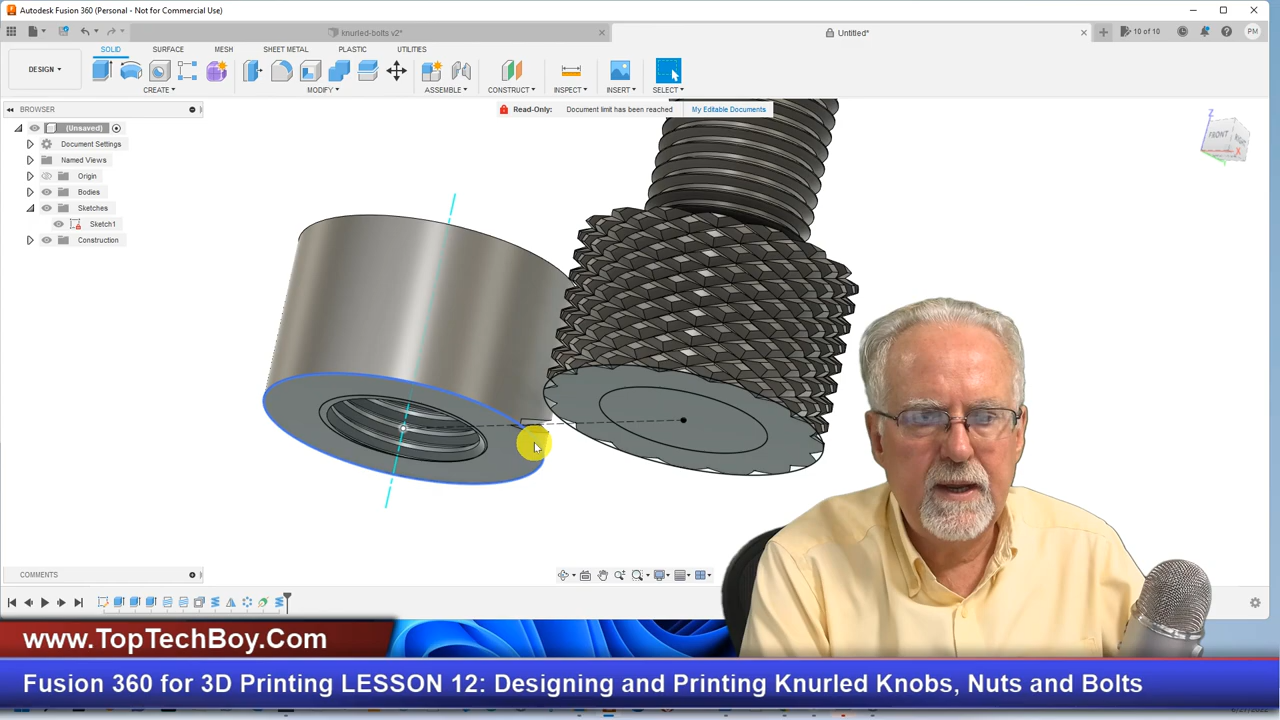 Autodesk Fusion 360 (Personal - Not for Commercial Use)
knurled-bolts v2*
Untitled*
10 of 10
PM
DESIGN
SOLID
SURFACE
MESH
SHEET METAL
PLASTIC
UTILITIES
CREATE
MODIFY
ASSEMBLE
CONSTRUCT
INSPECT
INSERT
SELECT
BROWSER
Read-Only: Document limit has been reached My Editable Documents
(Unsaved)
Document Settings
Named Views
Origin
Bodies
Sketches
Sketch1
Construction
Z
FRONT
RIGHT
X
COMMENTS
www.TopTechBoy.Com
Fusion 360 for 3D Printing LESSON 12: Designing and Printing Knurled Knobs, Nuts and Bolts